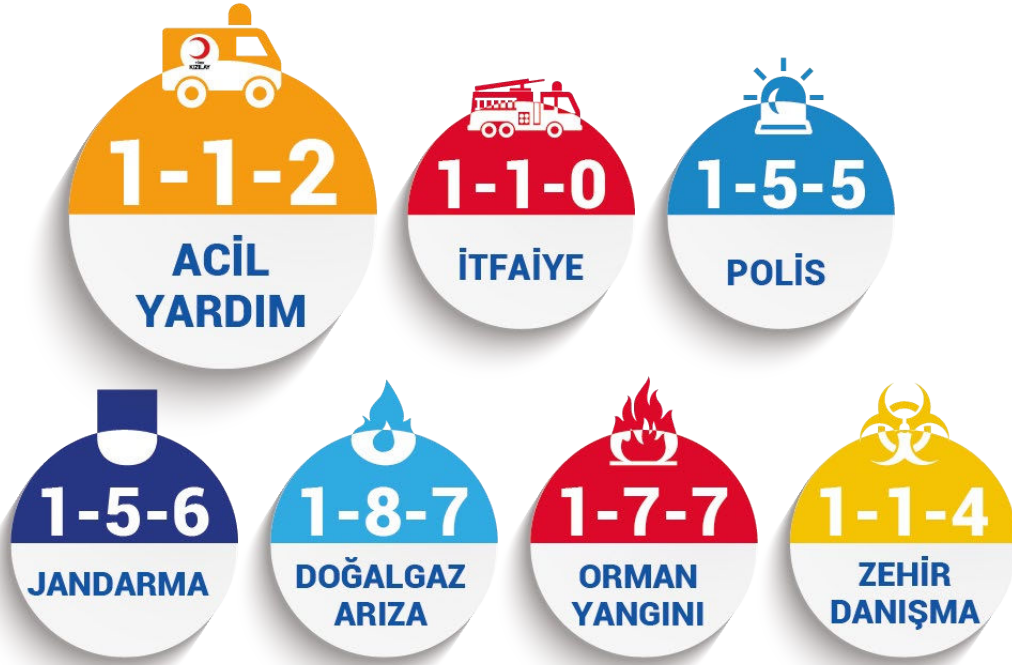 KIZILAY
1-1-2
ACİL
YARDIM
1-1-0
İTFAİYE
1-5-5
POLİS
1-5-6
JANDARMA
1-8-7
DOĞALGAZ
ARIZA
1-7-7
ORMAN
YANGINI
1-1-4
ZEHİR
DANIŞMA